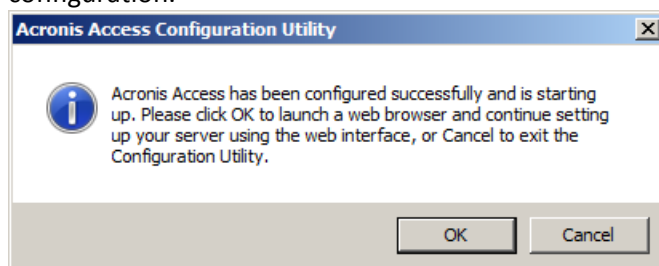 configuration.
Acronis Access Configuration Utility
Acronis Access has been configured successfully and is starting
up. Please click OK to launch a web browser and continue setting
up your server using the web interface, or Cancel to exit the
Configuration Utility.
OK
Cancel